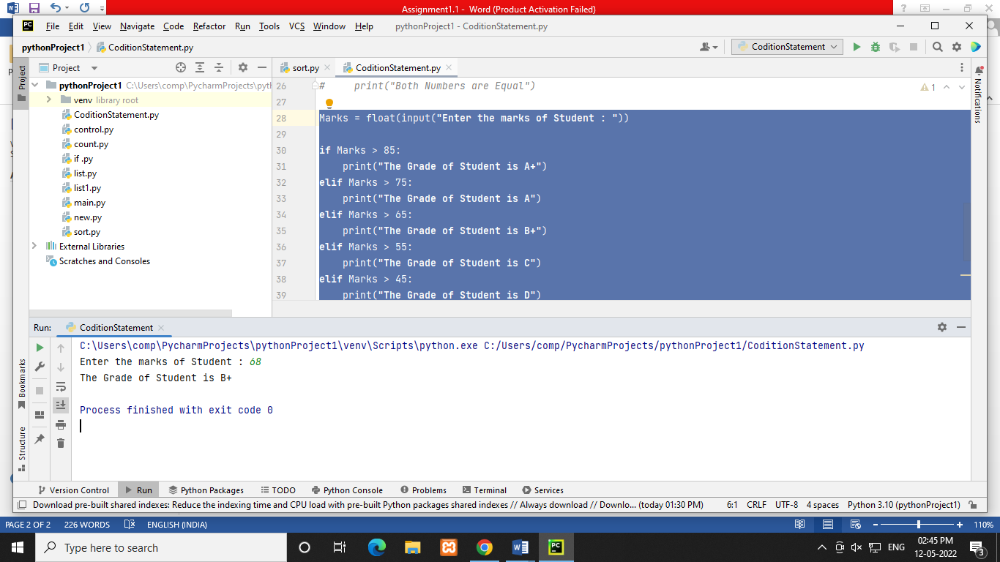 Assignment1.1 - Word (Product Activation Failed)
File Edit View Navigate Code Refactor Run Tools VCS Window Help pythonProject1 - CoditionStatement.py
pythonProject1 CoditionStatement.py CoditionStatement
Project
Project
pythonProject1 C:\Users\comp\PycharmProjects\pyth
venv library root
CoditionStatement.py
control.py
count.py
if .py
list.py
list1.py
main.py
new.py
sort.py
External Libraries
Scratches and Consoles
sort.py CoditionStatement.py
Notifications
1
26 # print("Both Numbers are Equal")
27
28 Marks = float(input("Enter the marks of Student : "))
29
30 if Marks > 85:
31 print("The Grade of Student is A+")
32 elif Marks > 75:
33 print("The Grade of Student is A")
34 elif Marks > 65:
35 print("The Grade of Student is B+")
36 elif Marks > 55:
37 print("The Grade of Student is C")
38 elif Marks > 45:
39 print("The Grade of Student is D")
Run: CoditionStatement
C:\Users\comp\PycharmProjects\pythonProject1\venv\Scripts\python.exe C:/Users/comp/PycharmProjects/pythonProject1/CoditionStatement.py
Enter the marks of Student : 68
The Grade of Student is B+
Process finished with exit code 0
Bookmarks
Structure
Version Control Run Python Packages TODO Python Console Problems Terminal Services
Download pre-built shared indexes: Reduce the indexing time and CPU load with pre-built Python packages shared indexes // Always download // Downlo... (today 01:30 PM) 6:1 CRLF UTF-8 4 spaces Python 3.10 (pythonProject1)
PAGE 2 OF 2 226 WORDS ENGLISH (INDIA) 110%
Type here to search
ENG
02:45 PM
12-05-2022
3